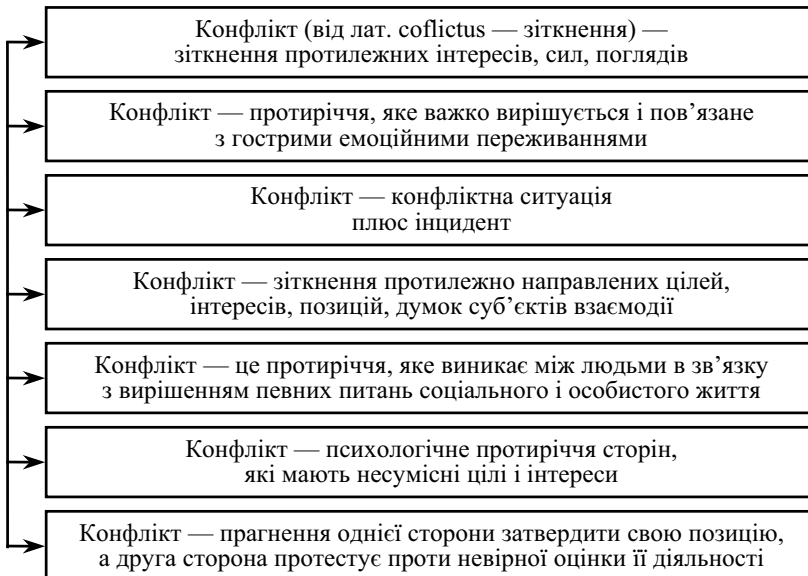 Конфлікт (від лат. coflictus — зіткнення) —
зіткнення протилежних інтересів, сил, поглядів
Конфлікт — протиріччя, яке важко вирішується і пов’язане
з гострими емоційними переживаннями
Конфлікт — конфліктна ситуація
плюс інцидент
Конфлікт — зіткнення протилежно направлених цілей,
інтересів, позицій, думок суб’єктів взаємодії
Конфлікт — це протиріччя, яке виникає між людьми в зв’язку
з вирішенням певних питань соціального і особистого життя
Конфлікт — психологічне протиріччя сторін,
які мають несумісні цілі і інтереси
Конфлікт — прагнення однієї сторони затвердити свою позицію,
а друга сторона протестує проти невірної оцінки її діяльності